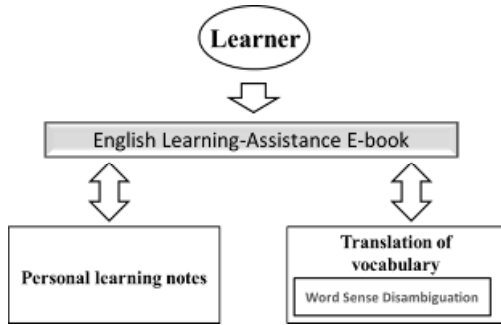 Learner
English Learning-Assistance E-book
Personal learning notes
Translation of
vocabulary
Word Sense Disambiguation